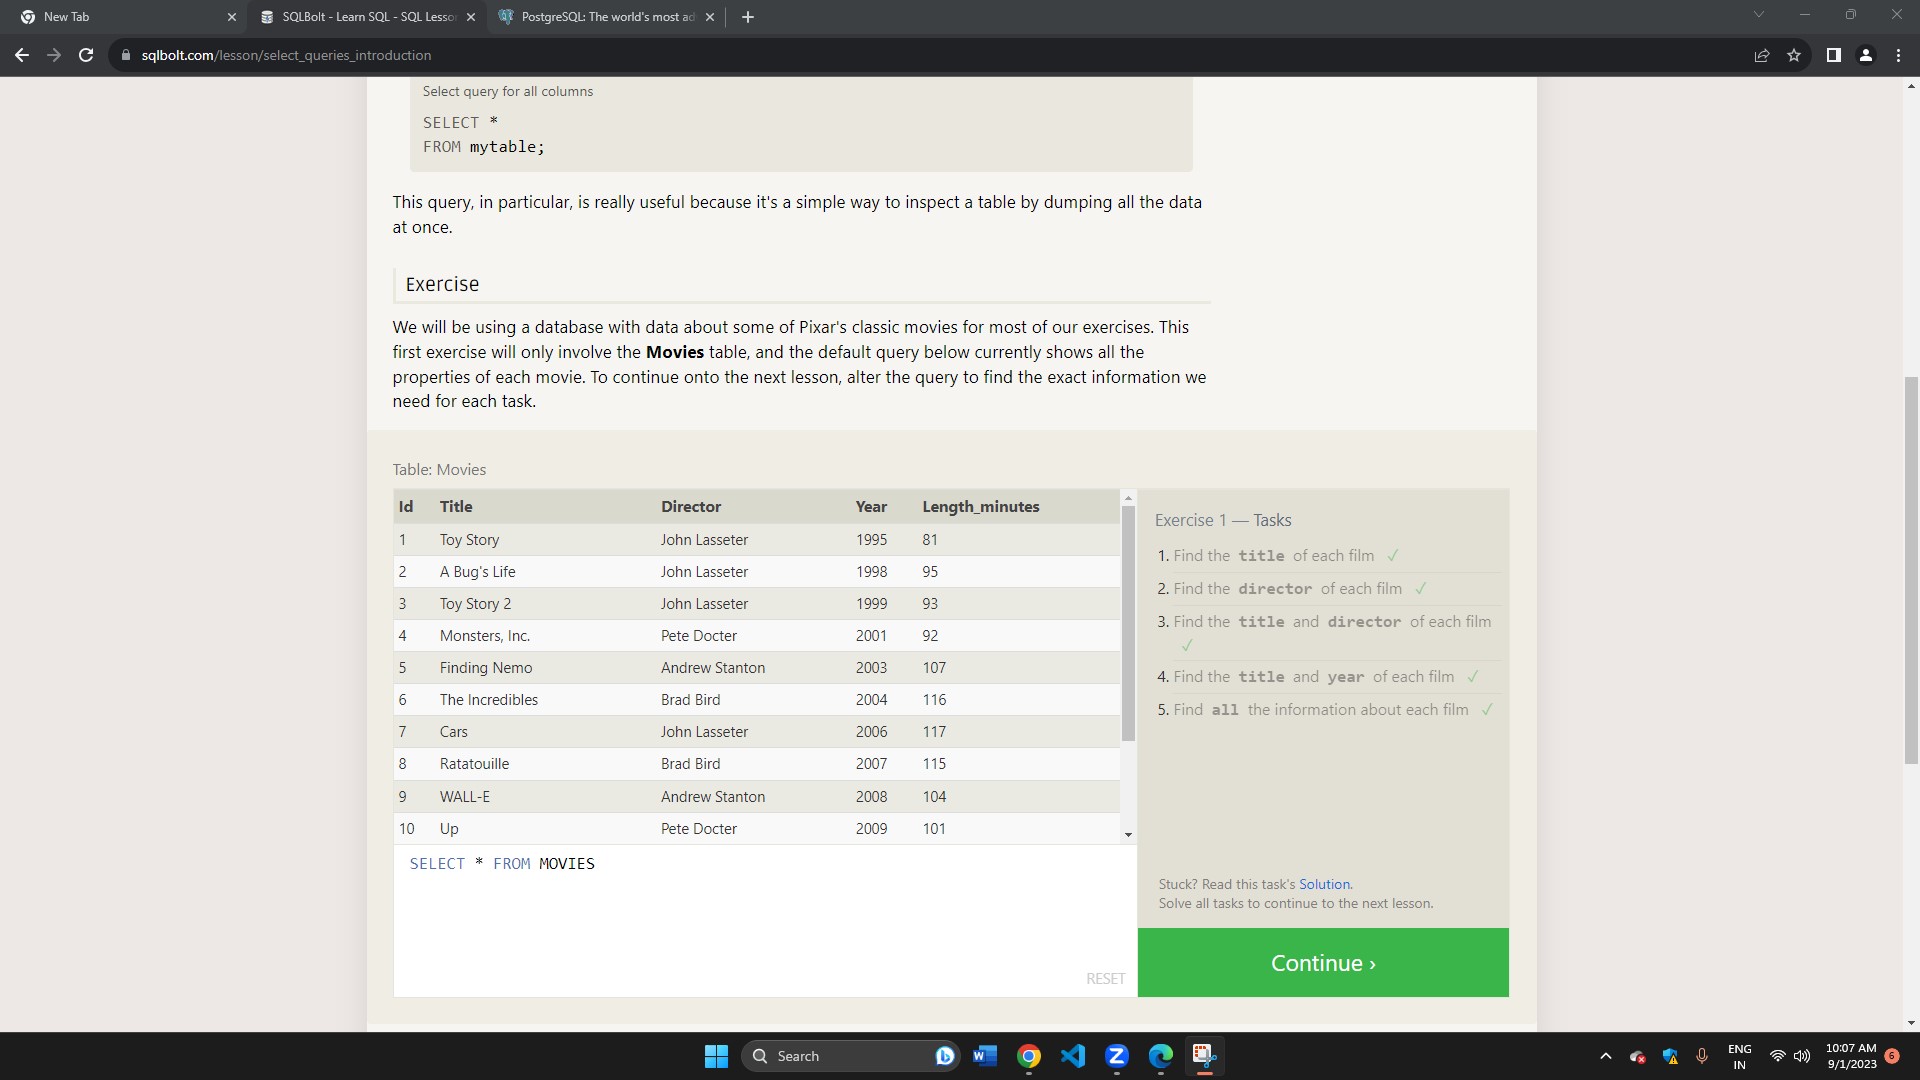 New Tab
SQLBolt - Learn SQL - SQL Lesso
PostgreSQL: The world's most ad
sqlbolt.com/lesson/select_queries_introduction
Select query for all columns
SELECT *
FROM mytable;
This query, in particular, is really useful because it's a simple way to inspect a table by dumping all the data
at once.
Exercise
We will be using a database with data about some of Pixar's classic movies for most of our exercises. This
first exercise will only involve the Movies table, and the default query below currently shows all the
properties of each movie. To continue onto the next lesson, alter the query to find the exact information we
need for each task.
Table: Movies
Id Title Director Year Length_minutes
1 Toy Story John Lasseter 1995 81
2 A Bug's Life John Lasseter 1998 95
3 Toy Story 2 John Lasseter 1999 93
4 Monsters, Inc. Pete Docter 2001 92
5 Finding Nemo Andrew Stanton 2003 107
6 The Incredibles Brad Bird 2004 116
7 Cars John Lasseter 2006 117
8 Ratatouille Brad Bird 2007 115
9 WALL-E Andrew Stanton 2008 104
10 Up Pete Docter 2009 101
SELECT * FROM MOVIES
RESET
Exercise 1 — Tasks
1. Find the title of each film ✓
2. Find the director of each film ✓
3. Find the title and director of each film
✓
4. Find the title and year of each film ✓
5. Find all the information about each film ✓
Stuck? Read this task's Solution.
Solve all tasks to continue to the next lesson.
Continue ›
Search
ENG
IN
10:07 AM
9/1/2023
6